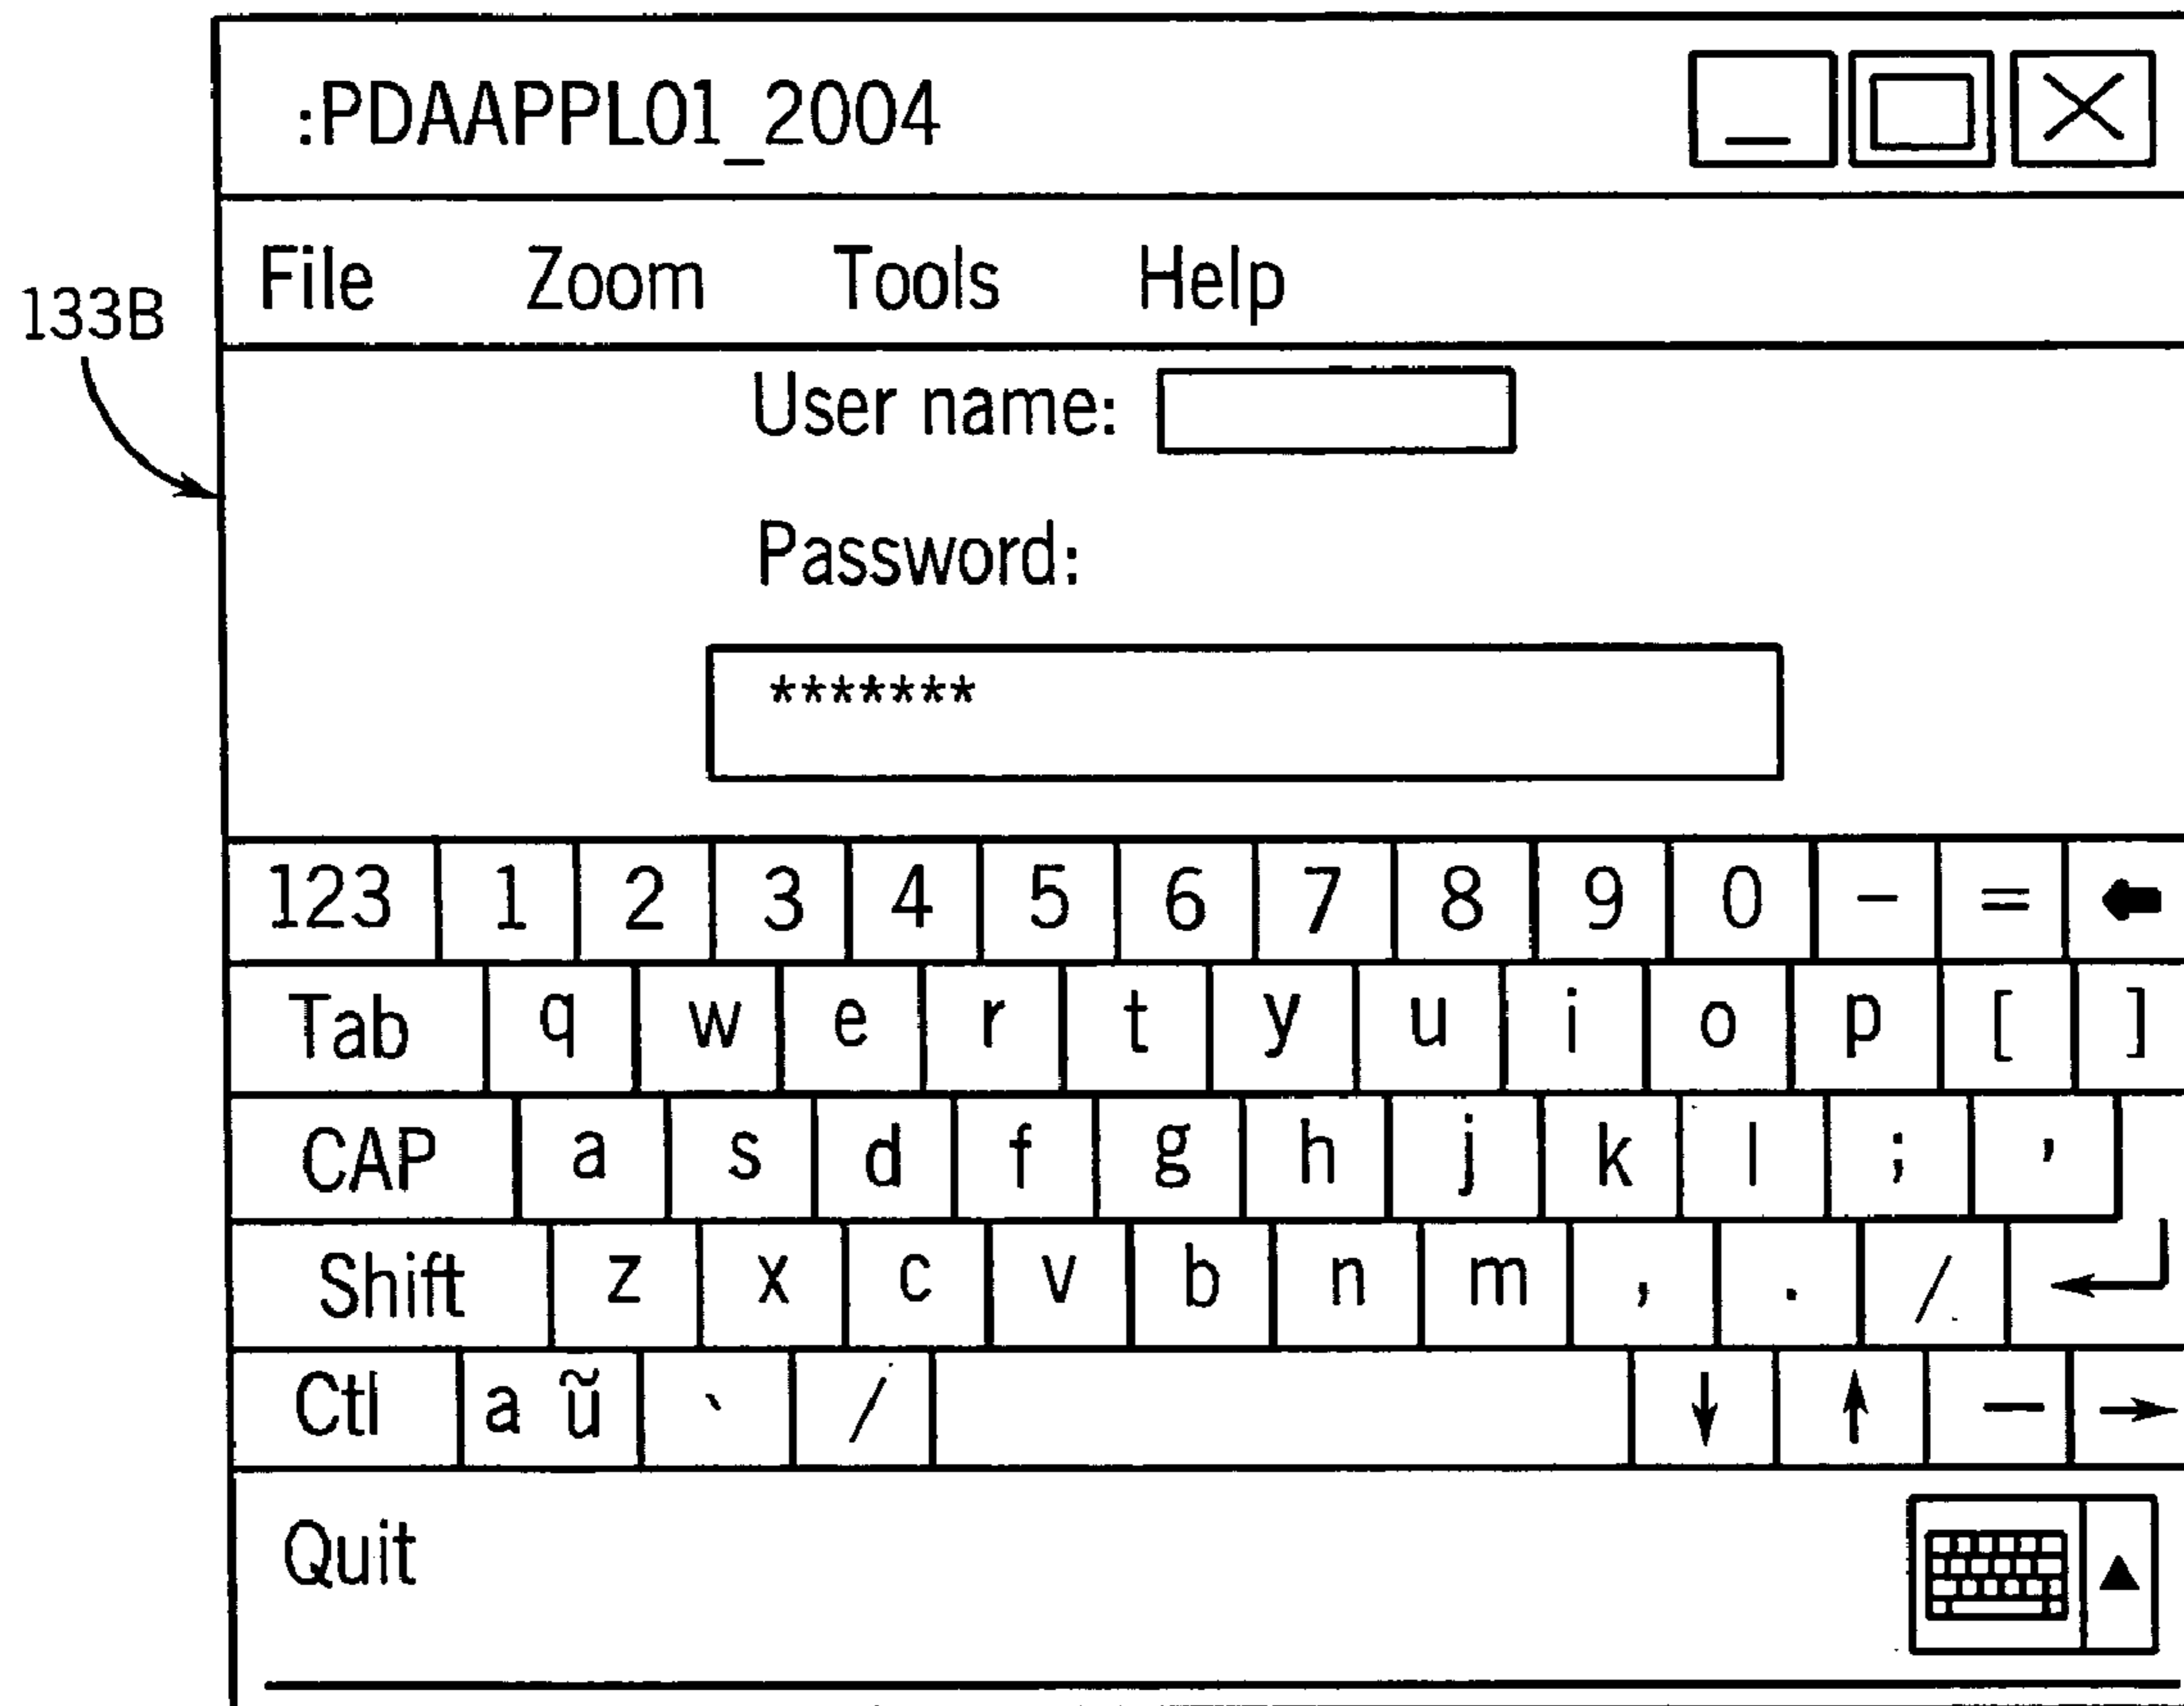 :PDAAPPL01_2004
File Zoom Tools Help
133B
User name:
Password:
*******
123 1 2 3 4 5 6 7 8 9 0 - =
Tab q w e r t y u i o p [ ]
CAP a s d f g h j k l ; '
Shift z x c v b n m , . /
Ctl a ũ ` / ↓ ↑ — →
Quit